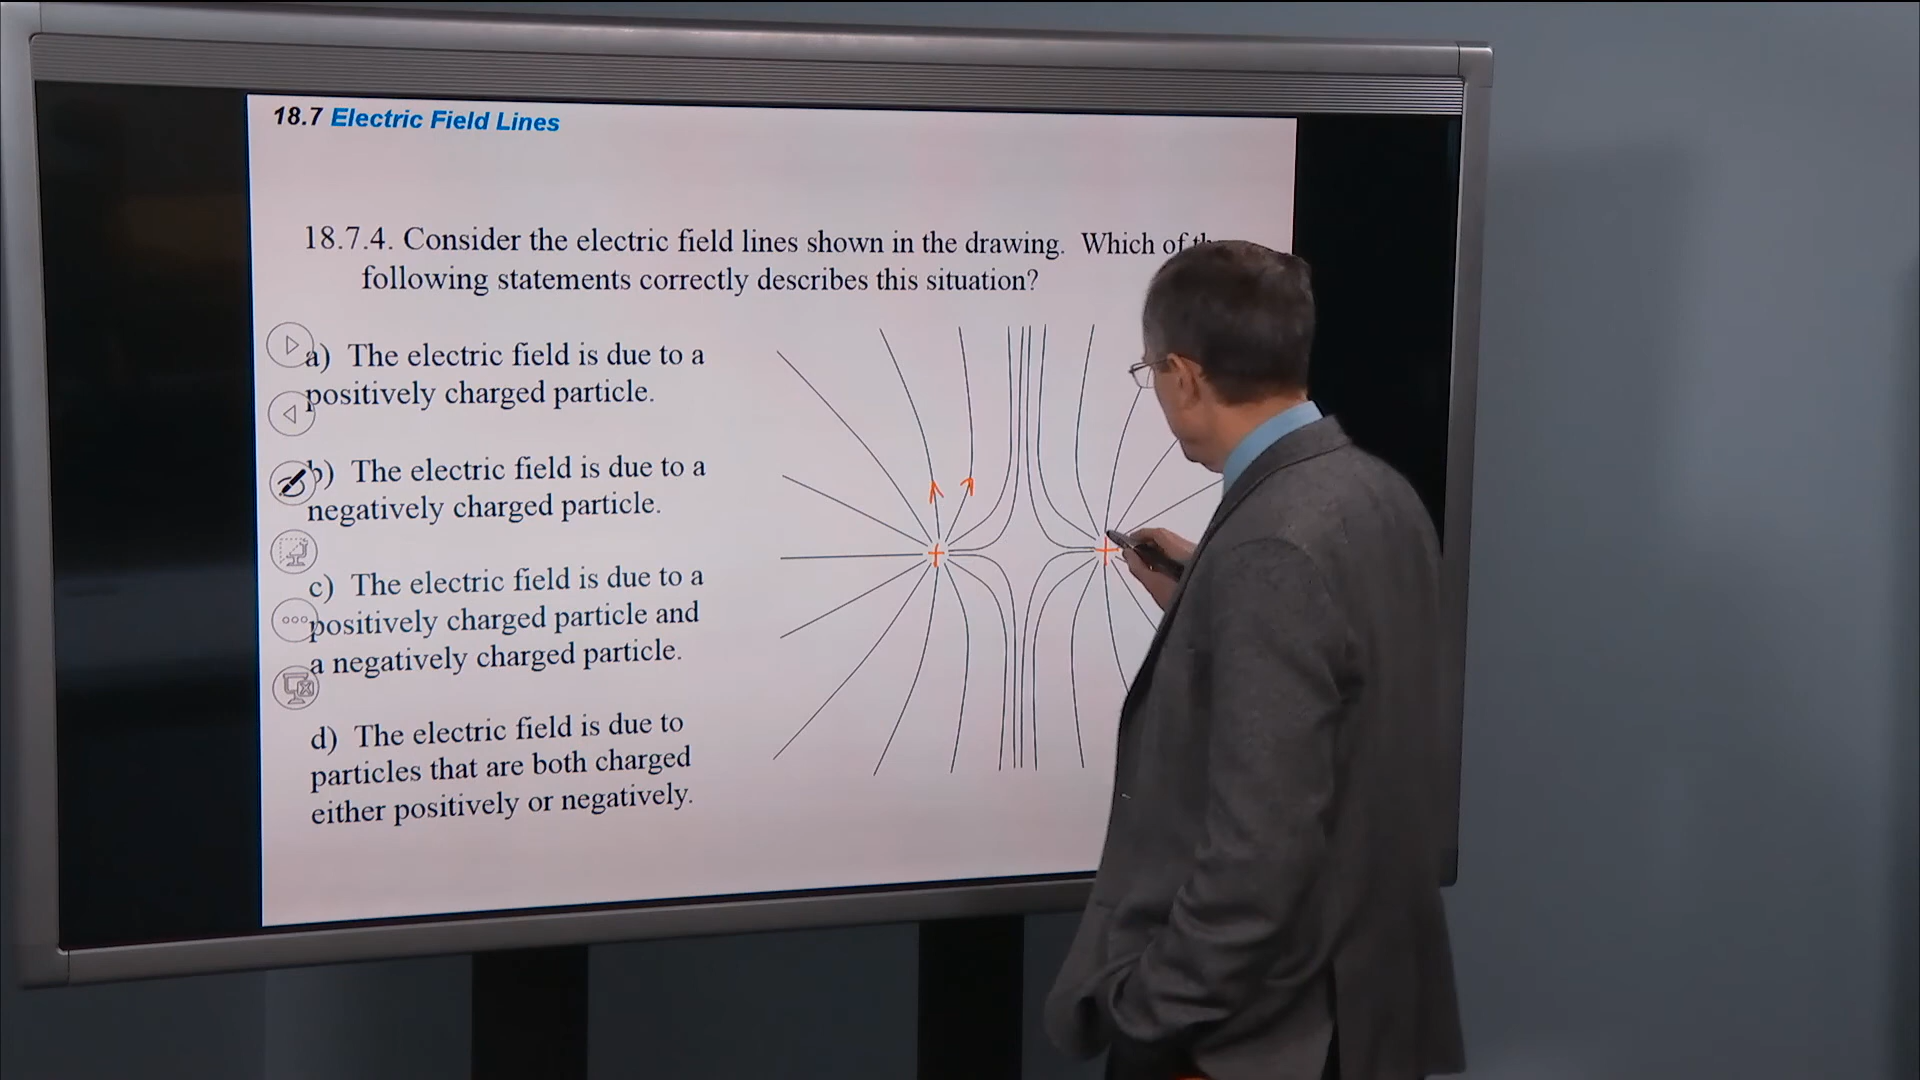 18.7 Electric Field Lines
18.7.4. Consider the electric field lines shown in the drawing. Which of
following statements correctly describes this situation?
a) The electric field is due to a
positively charged particle.
b) The electric field is due to a
negatively charged particle.
c) The electric field is due to a
positively charged particle and
a negatively charged particle.
d) The electric field is due to
particles that are both charged
either positively or negatively.
+ +